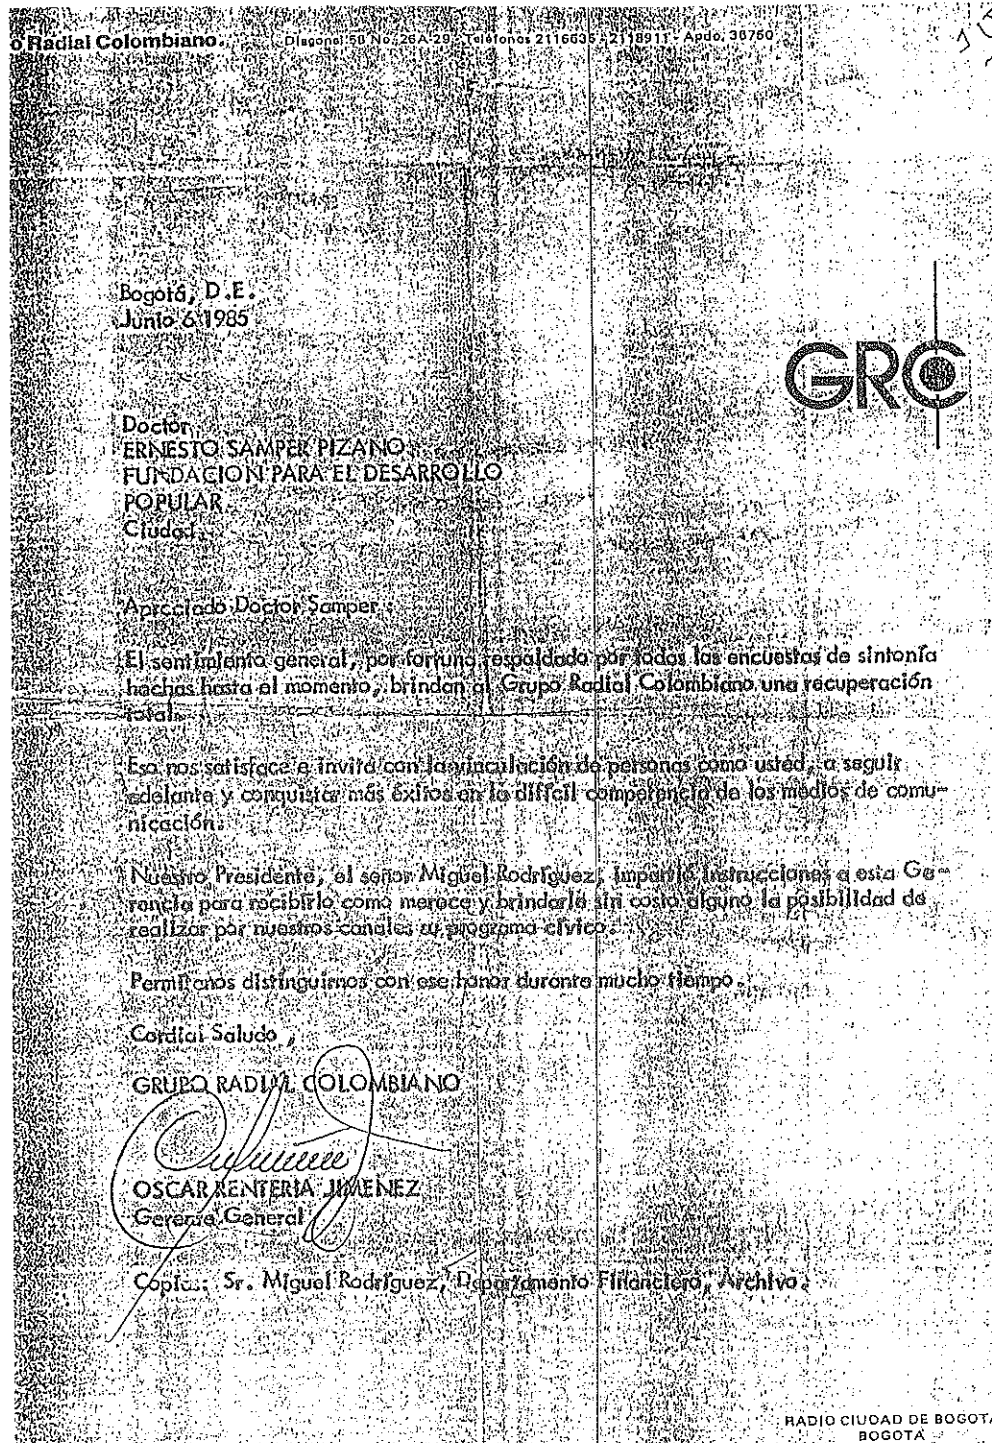 o Radial Colombiano. Diagonal 58 No. 26A-29 - Teléfonos 2116635 - 2118911 - Apdo. 36750
Bogotá, D.E.
Junio 6 1985
GRC
Doctor
ERNESTO SAMPER PIZANO
FUNDACION PARA EL DESARROLLO
POPULAR
Ciudad.
Apreciado Doctor Samper :
El sentimiento general, por fortuna respaldado por todas las encuestas de sintonía
hechas hasta el momento, brindan al Grupo Radial Colombiano una recuperación
total.
Eso nos satisface e invita con la vinculación de personas como usted, a seguir
adelante y conquistar más éxitos en la difícil competencia de los medios de comu-
nicación.
Nuestro Presidente, el señor Miguel Rodríguez, impartió instrucciones a esta Ge-
rencia para recibirlo como merece y brindarle sin costo alguno la posibilidad de
realizar por nuestros canales su programa cívico.
Permítanos distinguirnos con ese honor durante mucho tiempo.
Cordial Saludo,
GRUPO RADIAL COLOMBIANO
OSCAR RENTERIA JIMENEZ
Gerente General
Copia: Sr. Miguel Rodríguez, Departamento Financiero, Archivo.
RADIO CIUDAD DE BOGOTA
BOGOTA